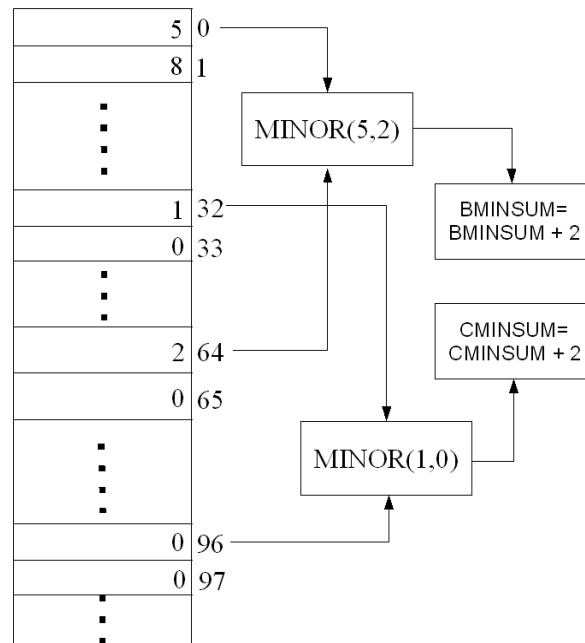 5 0
8 1
MINOR(5,2)
1 32
0 33
BMINSUM=
BMINSUM + 2
2 64
0 65
CMINSUM=
CMINSUM + 2
MINOR(1,0)
0 96
0 97